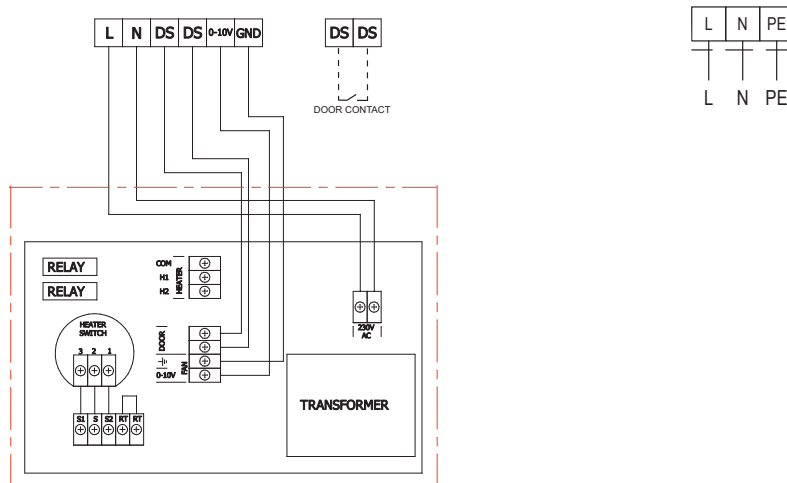 L N DS DS 0-10V GND
DS DS
DOOR CONTACT
L N PE
L N PE
RELAY
RELAY
COM
H1
H2
HEATER
HEATER
SWITCH
3 2 1
DOOR
FAN
0-10V
230V
AC
TRANSFORMER
S1 S S2 RT RT